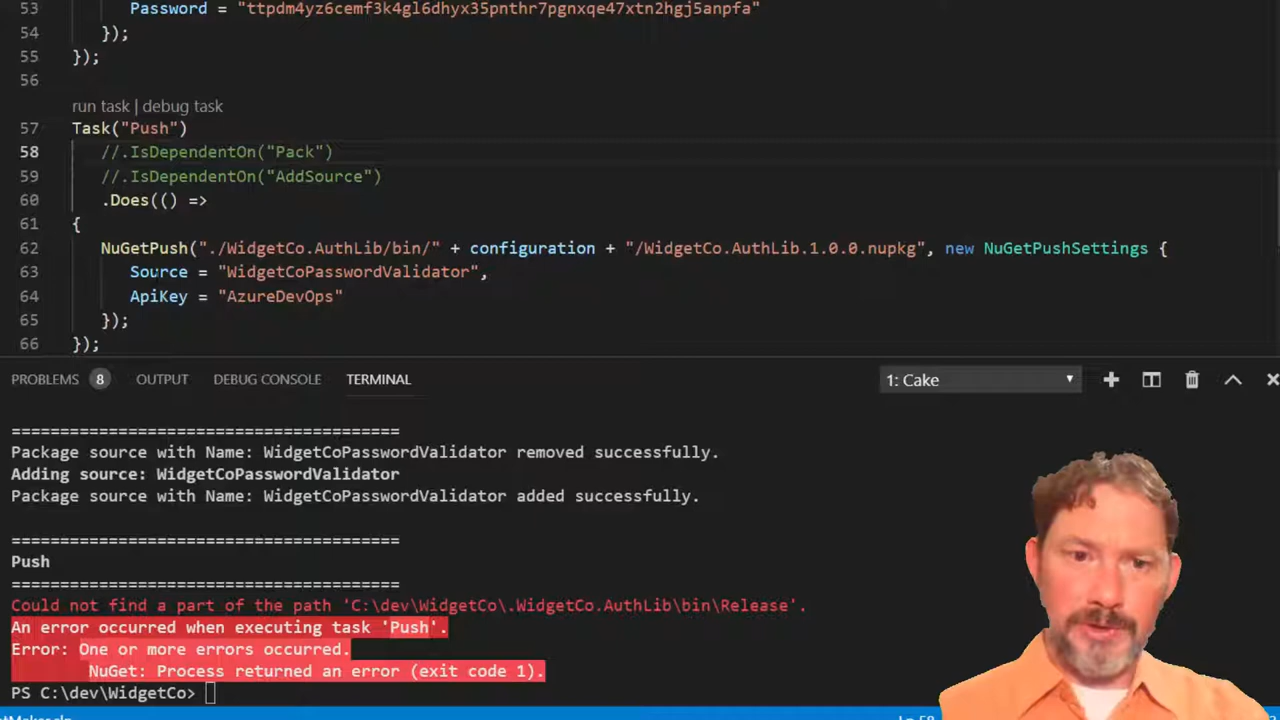 53 Password = "ttpdm4yz6cemf3k4gl6dhyx35pnthr7pgnxqe47xtn2hgj5anpfa"
54 });
55 });
56
run task | debug task
57 Task("Push")
58 //.IsDependentOn("Pack")
59 //.IsDependentOn("AddSource")
60 .Does(() =>
61 {
62 NuGetPush("./WidgetCo.AuthLib/bin/" + configuration + "/WidgetCo.AuthLib.1.0.0.nupkg", new NuGetPushSettings {
63 Source = "WidgetCoPasswordValidator",
64 ApiKey = "AzureDevOps"
65 });
66 });
PROBLEMS 8 OUTPUT DEBUG CONSOLE TERMINAL 1: Cake
========================================
Package source with Name: WidgetCoPasswordValidator removed successfully.
Adding source: WidgetCoPasswordValidator
Package source with Name: WidgetCoPasswordValidator added successfully.
========================================
Push
========================================
Could not find a part of the path 'C:\dev\WidgetCo\.WidgetCo.AuthLib\bin\Release'.
An error occurred when executing task 'Push'.
Error: One or more errors occurred.
NuGet: Process returned an error (exit code 1).
PS C:\dev\WidgetCo>